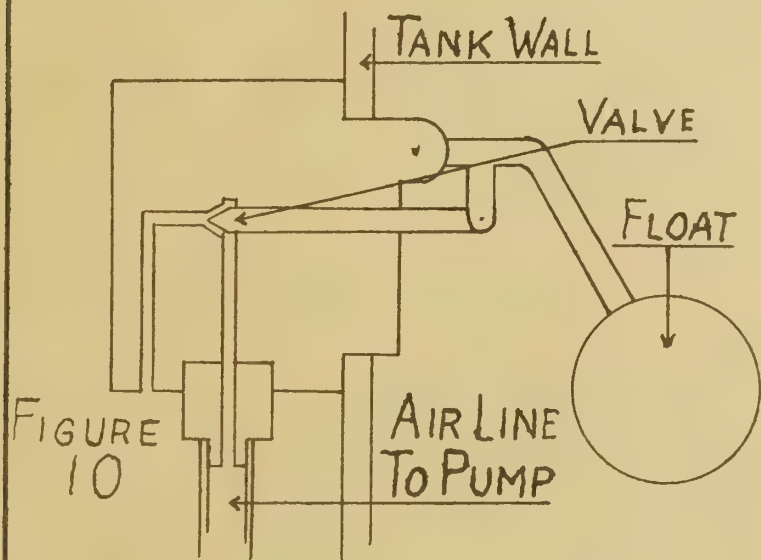 TANK WALL
VALVE
FLOAT
AIR LINE
TO PUMP
FIGURE
10